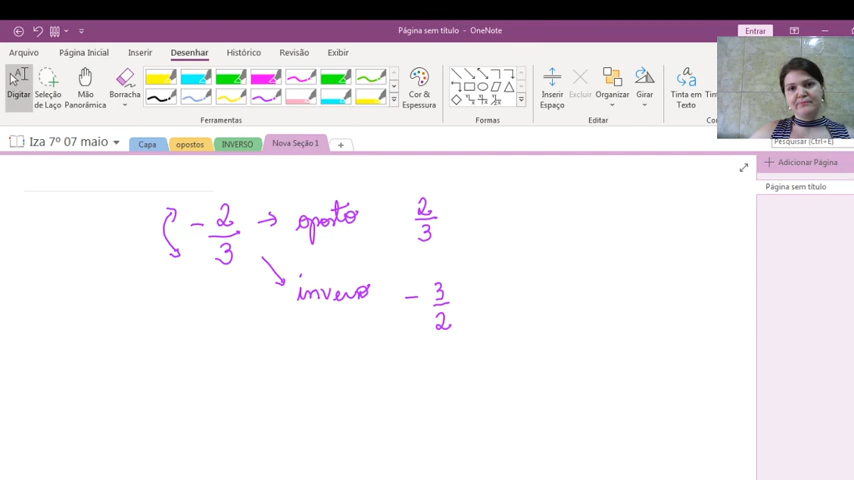 Página sem título - OneNote
Entrar
Arquivo Página Inicial Inserir Desenhar Histórico Revisão Exibir
Digitar
Seleção de Laço
Mão Panorâmica
Borracha
Cor & Espessura
Inserir Espaço
Excluir
Organizar
Girar
Tinta em Texto
Ferramentas
Formas
Editar
Iza 7º 07 maio
Capa
opostos
INVERSO
Nova Seção 1
Pesquisar (Ctrl+E)
Adicionar Página
Página sem título
- 2/3 → oposto 2/3
inverso - 3/2